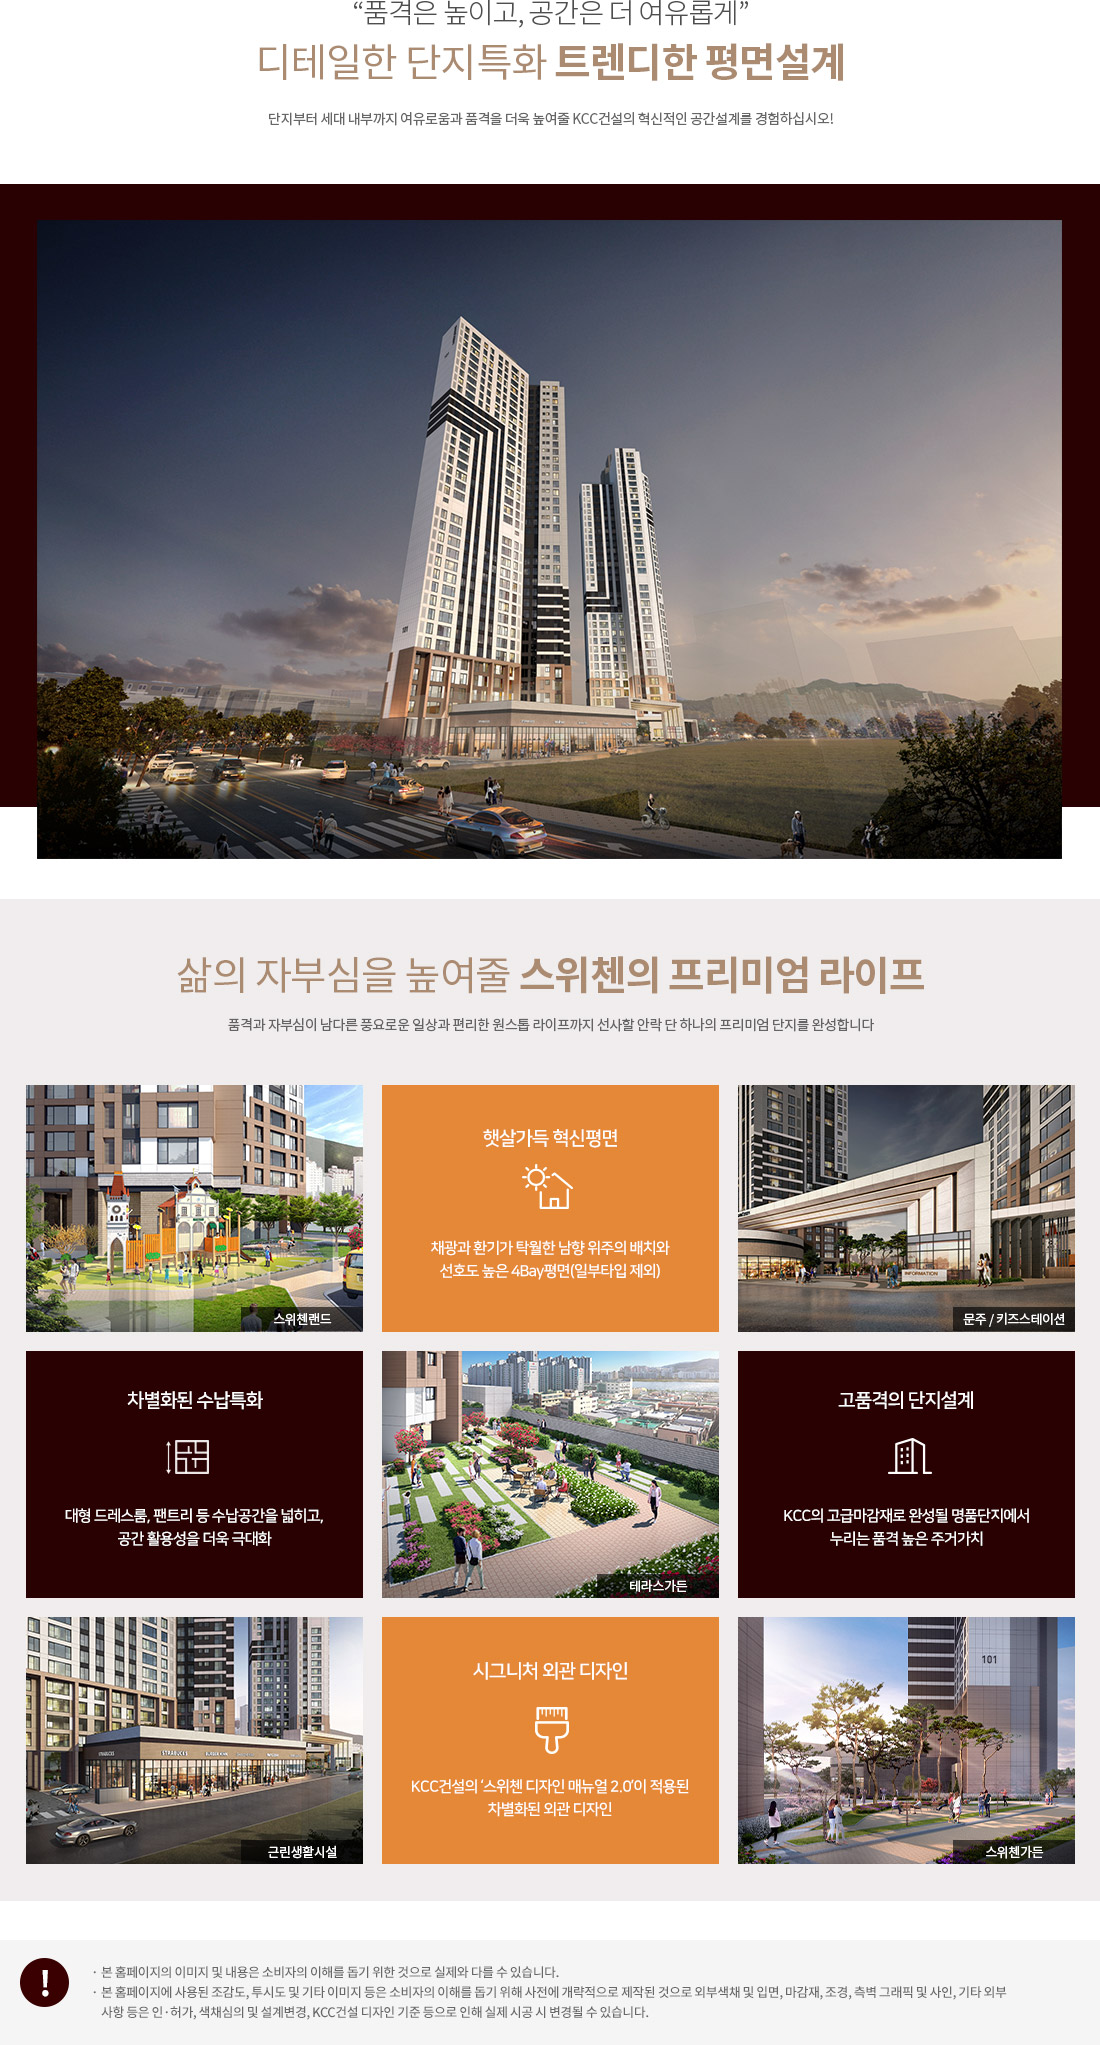 “품격은 높이고, 공간은 더 여유롭게”
디테일한 단지특화 트렌디한 평면설계
단지부터 세대 내부까지 여유로움과 품격을 더욱 높여줄 KCC건설의 혁신적인 공간설계를 경험하십시오!
삶의 자부심을 높여줄 스위첸의 프리미엄 라이프
품격과 자부심이 남다른 풍요로운 일상과 편리한 원스톱 라이프까지 선사할 안락 단 하나의 프리미엄 단지를 완성합니다
스위첸랜드
햇살가득 혁신평면
채광과 환기가 탁월한 남향 위주의 배치와
선호도 높은 4Bay평면(일부타입 제외)
INFORMATION
문주 / 키즈스테이션
차별화된 수납특화
대형 드레스룸, 팬트리 등 수납공간을 넓히고,
공간 활용성을 더욱 극대화
테라스가든
고품격의 단지설계
KCC의 고급마감재로 완성될 명품단지에서
누리는 품격 높은 주거가치
근린생활시설
시그니처 외관 디자인
KCC건설의 ‘스위첸 디자인 매뉴얼 2.0’이 적용된
차별화된 외관 디자인
101
스위첸가든
· 본 홈페이지의 이미지 및 내용은 소비자의 이해를 돕기 위한 것으로 실제와 다를 수 있습니다.
· 본 홈페이지에 사용된 조감도, 투시도 및 기타 이미지 등은 소비자의 이해를 돕기 위해 사전에 개략적으로 제작된 것으로 외부색채 및 입면, 마감재, 조경, 측벽 그래픽 및 사인, 기타 외부
사항 등은 인·허가, 색채심의 및 설계변경, KCC건설 디자인 기준 등으로 인해 실제 시공 시 변경될 수 있습니다.